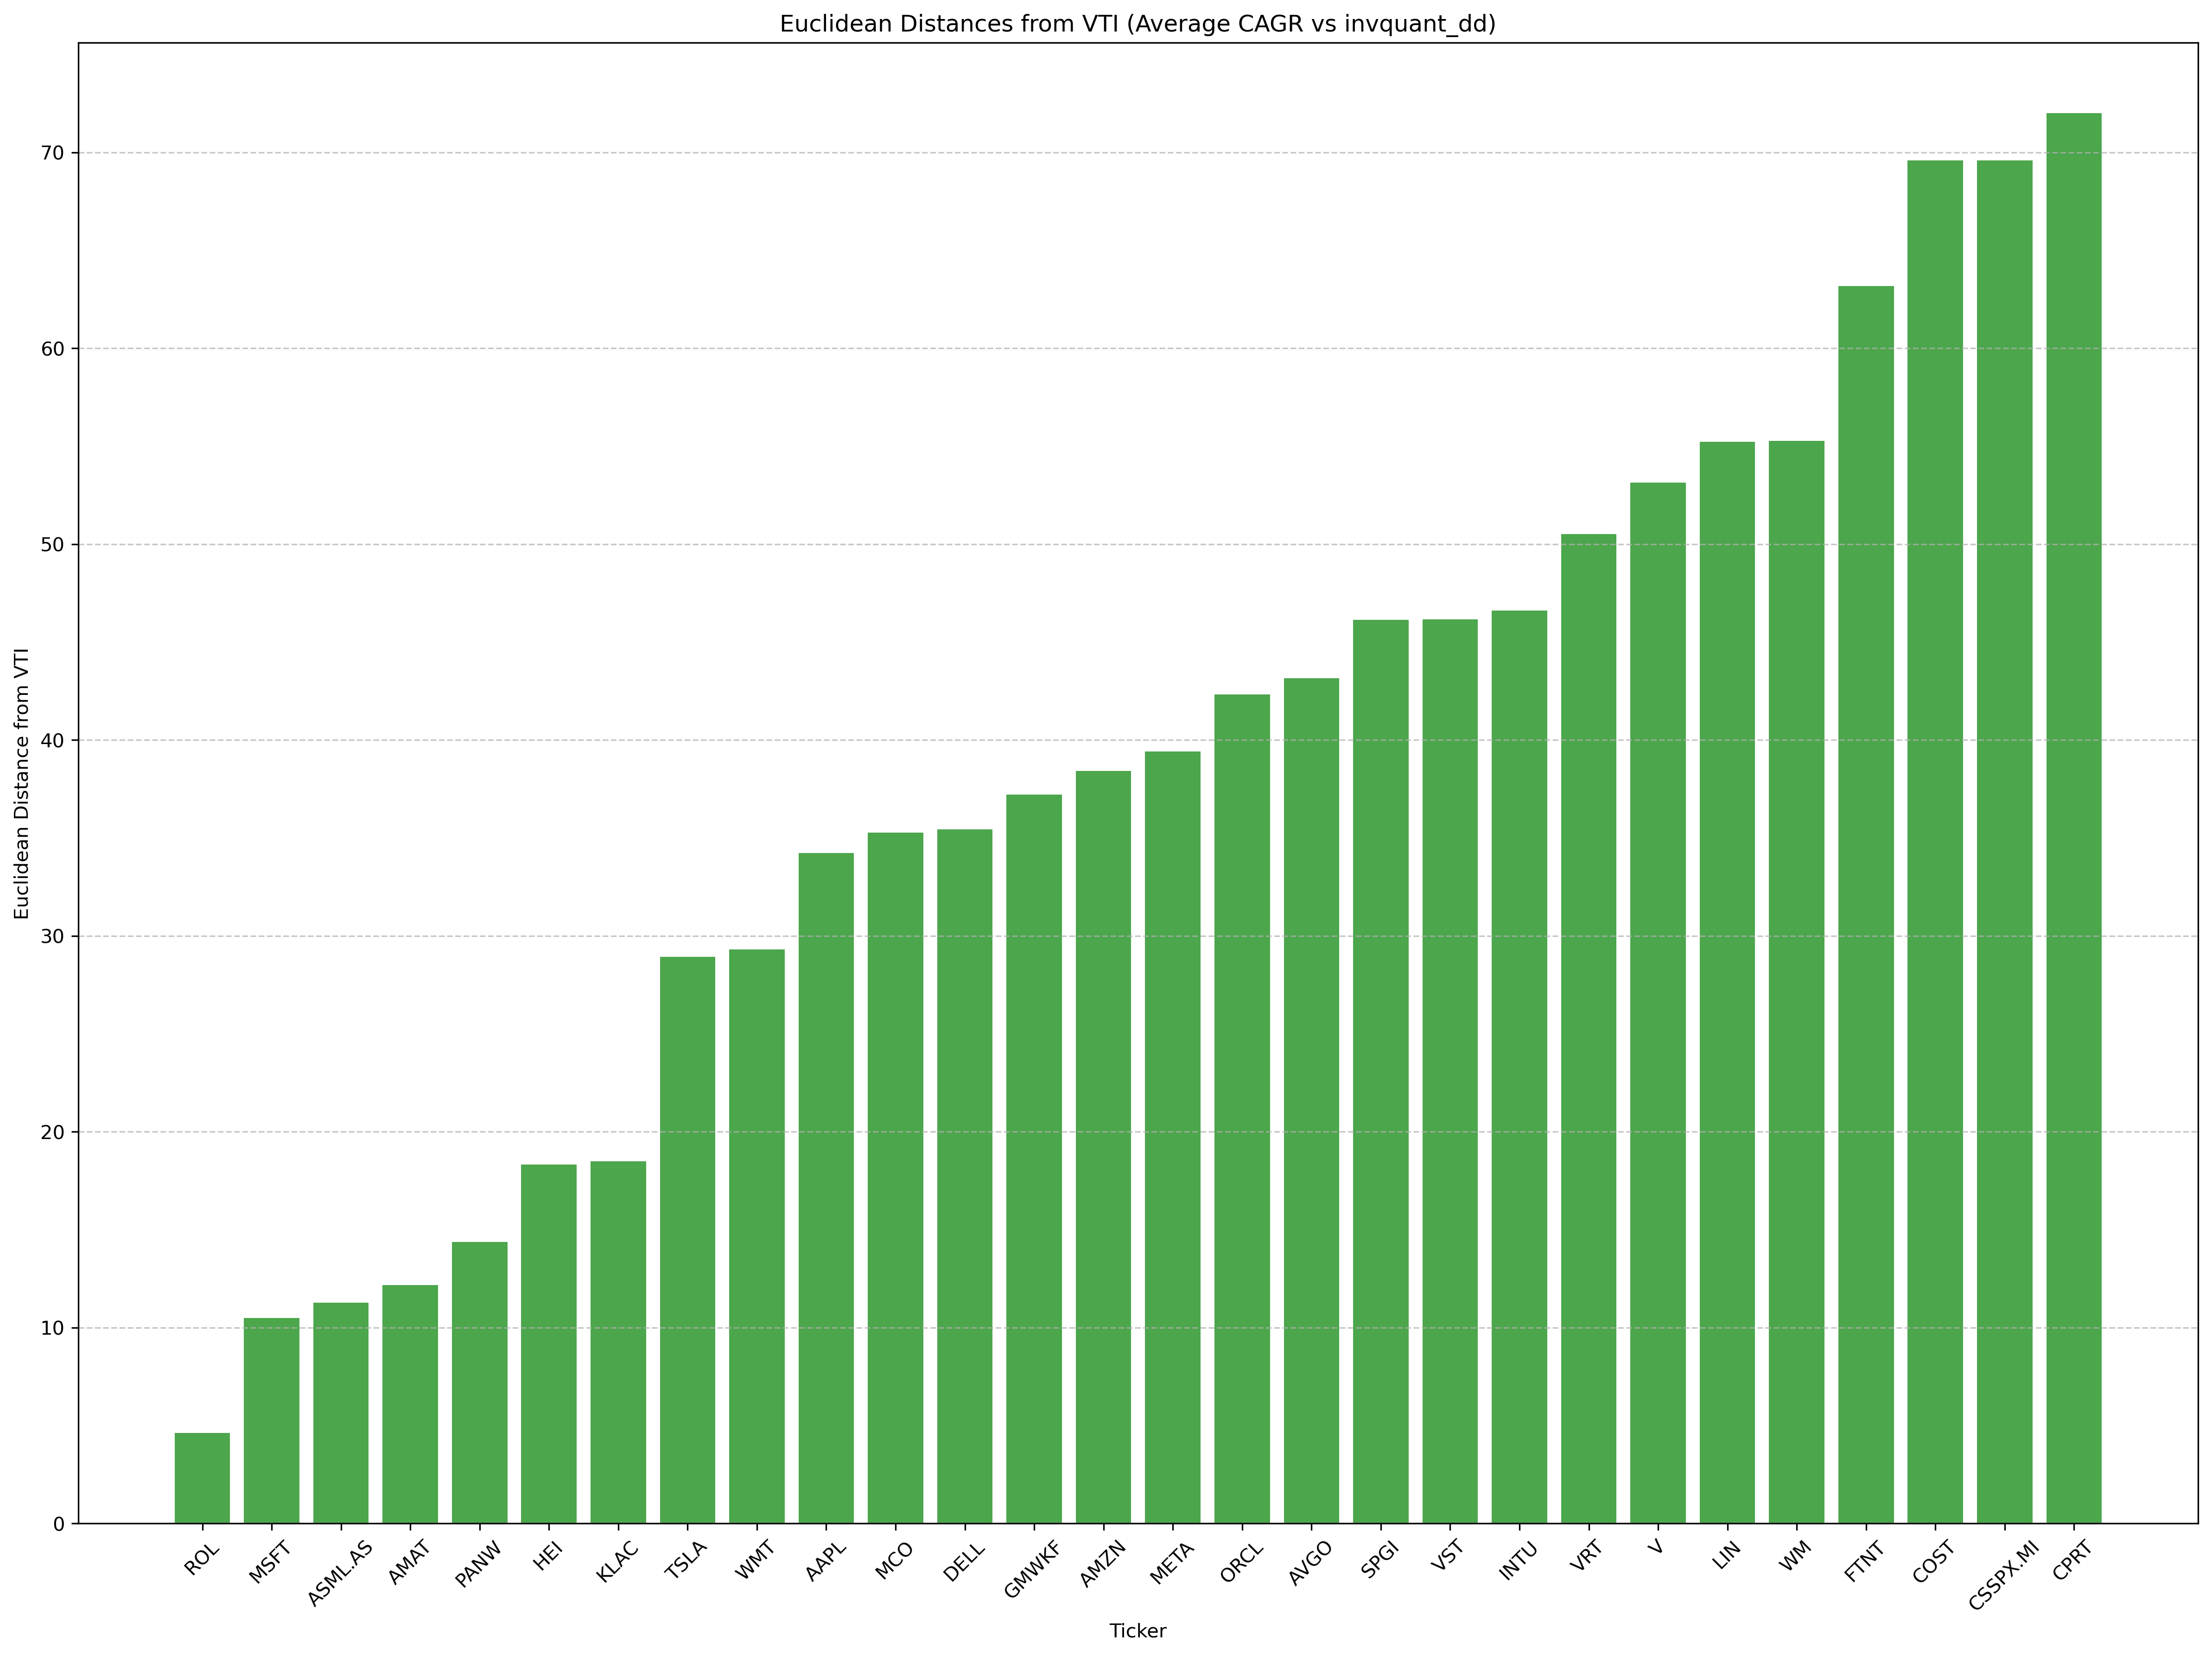 Euclidean Distances from VTI (Average CAGR vs invquant_dd)
Euclidean Distance from VTI
70
60
50
40
30
20
10
0
ROL
MSFT
ASML.AS
AMAT
PANW
HEI
KLAC
TSLA
WMT
AAPL
MCO
DELL
GMWKF
AMZN
META
ORCL
AVGO
SPGI
VST
INTU
VRT
V
LIN
WM
FTNT
COST
CSSPX.MI
CPRT
Ticker